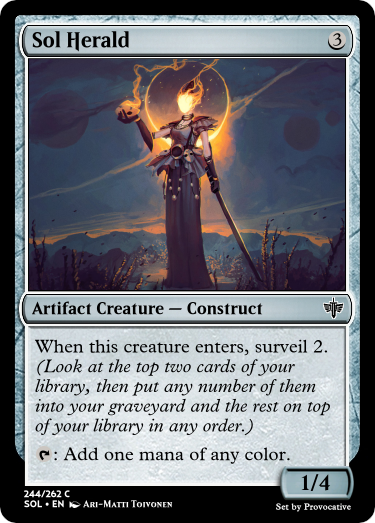 Sol Herald 3
Artifact Creature — Construct
When this creature enters, surveil 2.
(Look at the top two cards of your
library, then put any number of them
into your graveyard and the rest on top
of your library in any order.)
: Add one mana of any color.
1/4
244/262 C
SOL • EN Ari-Matti Toivonen
Set by Provocative